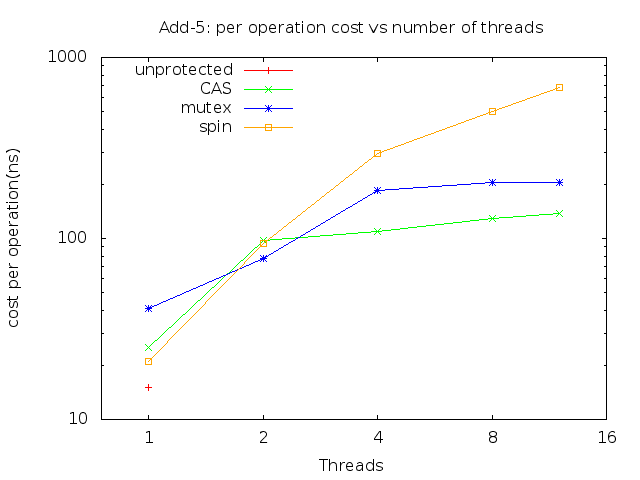 Add-5: per operation cost vs number of threads
1000
unprotected
CAS
mutex
spin
cost per operation(ns)
100
10
1 2 4 8 16
Threads